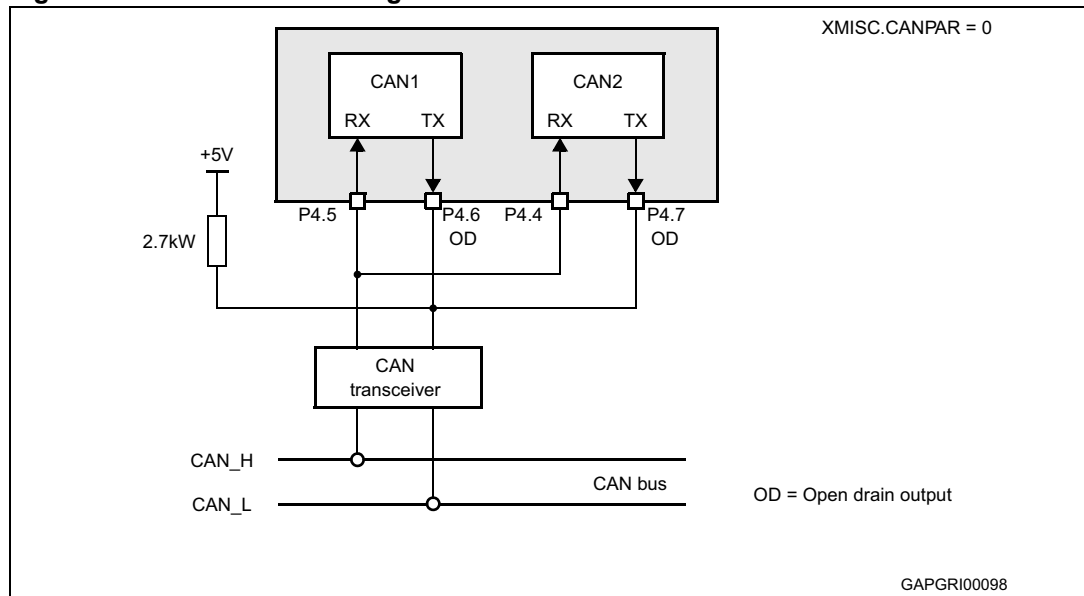 XMISC.CANPAR = 0
CAN1
CAN2
RX TX
RX TX
+5V
P4.5
P4.6
P4.4
P4.7
OD
OD
2.7kW
CAN
transceiver
CAN_H
CAN bus
CAN_L
OD = Open drain output
GAPGRI00098